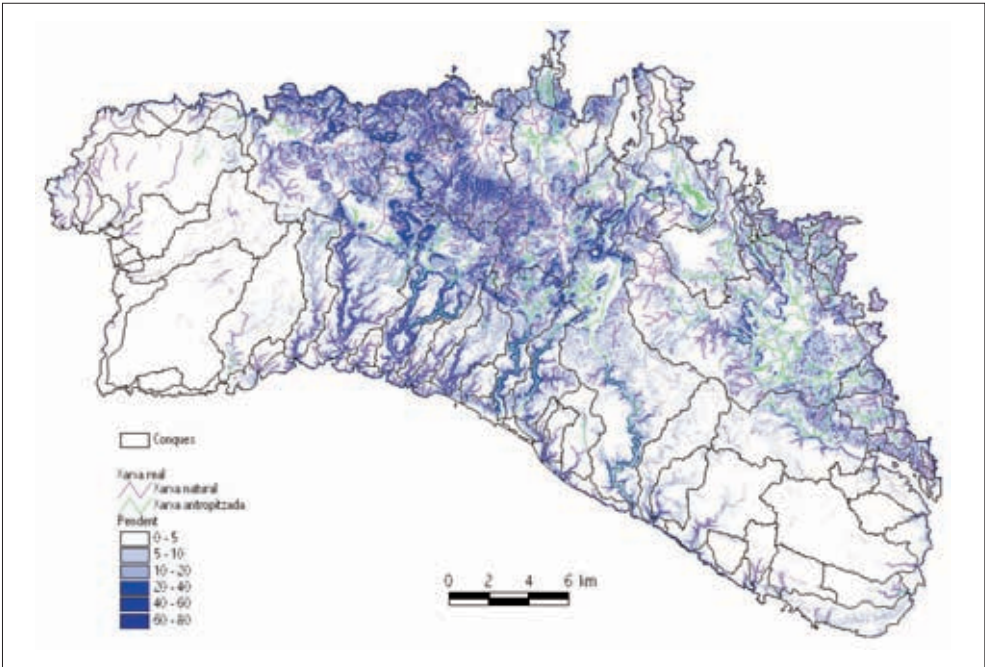 Conques
Xarxa real
Xarxa natural
Xarxa antropitzada
Pendent
0 - 5
5 - 10
10 - 20
20 - 40
40 - 60
60 - 80
0 2 4 6 km